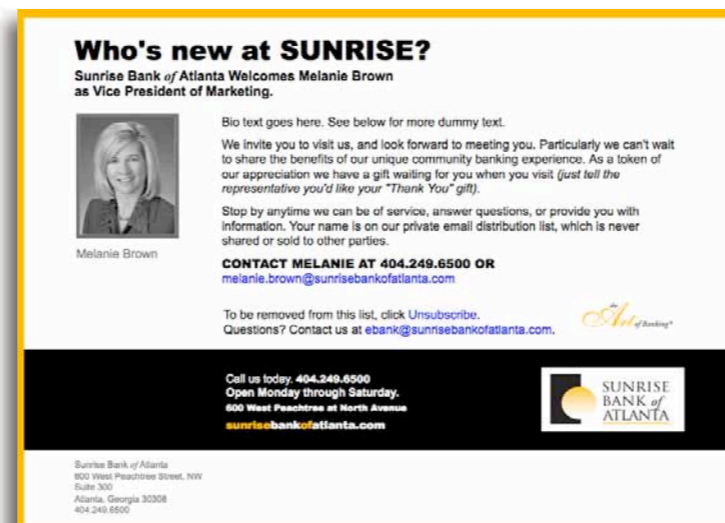 Who's new at SUNRISE?
Sunrise Bank of Atlanta Welcomes Melanie Brown
as Vice President of Marketing.
Bio text goes here. See below for more dummy text.
We invite you to visit us, and look forward to meeting you. Particularly we can't wait
to share the benefits of our unique community banking experience. As a token of
our appreciation we have a gift waiting for you when you visit (just tell the
representative you'd like your "Thank You" gift).
Stop by anytime we can be of service, answer questions, or provide you with
information. Your name is on our private email distribution list, which is never
shared or sold to other parties.
Melanie Brown
CONTACT MELANIE AT 404.249.6500 OR
melanie.brown@sunrisebankofatlanta.com
To be removed from this list, click Unsubscribe.
Questions? Contact us at ebank@sunrisebankofatlanta.com.
the
Art of Banking
Call us today. 404.249.6500
Open Monday through Saturday.
600 West Peachtree at North Avenue
sunrisebankofatlanta.com
SUNRISE
BANK of
ATLANTA
Sunrise Bank of Atlanta
600 West Peachtree Street, NW
Suite 300
Atlanta, Georgia 30308
404.249.6500